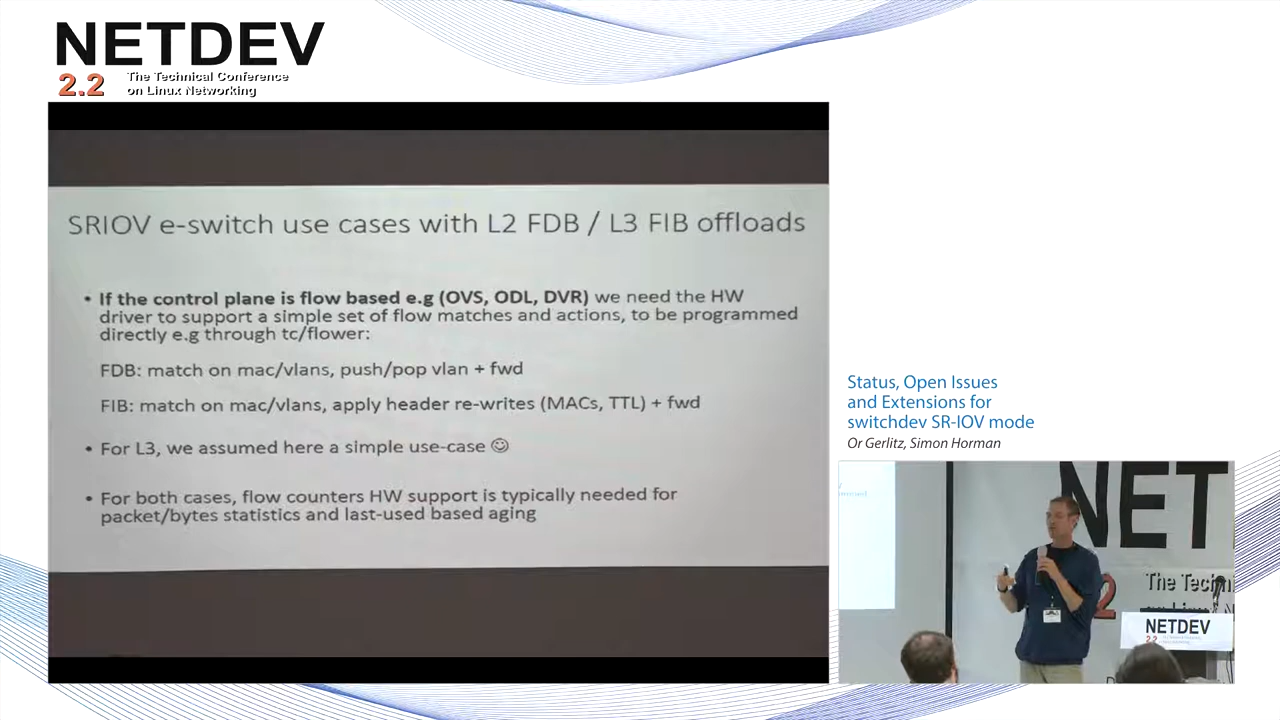 NETDEV
2.2
The Technical Conference
on Linux Networking
SRIOV e-switch use cases with L2 FDB / L3 FIB offloads
• If the control plane is flow based e.g (OVS, ODL, DVR) we need the HW
driver to support a simple set of flow matches and actions, to be programmed
directly e.g through tc/flower:
FDB: match on mac/vlans, push/pop vlan + fwd
FIB: match on mac/vlans, apply header re-writes (MACs, TTL) + fwd
• For L3, we assumed here a simple use-case ☺
• For both cases, flow counters HW support is typically needed for
packet/bytes statistics and last-used based aging
Status, Open Issues
and Extensions for
switchdev SR-IOV mode
Or Gerlitz, Simon Horman
NET
2
The Techni
NETDEV
2.2